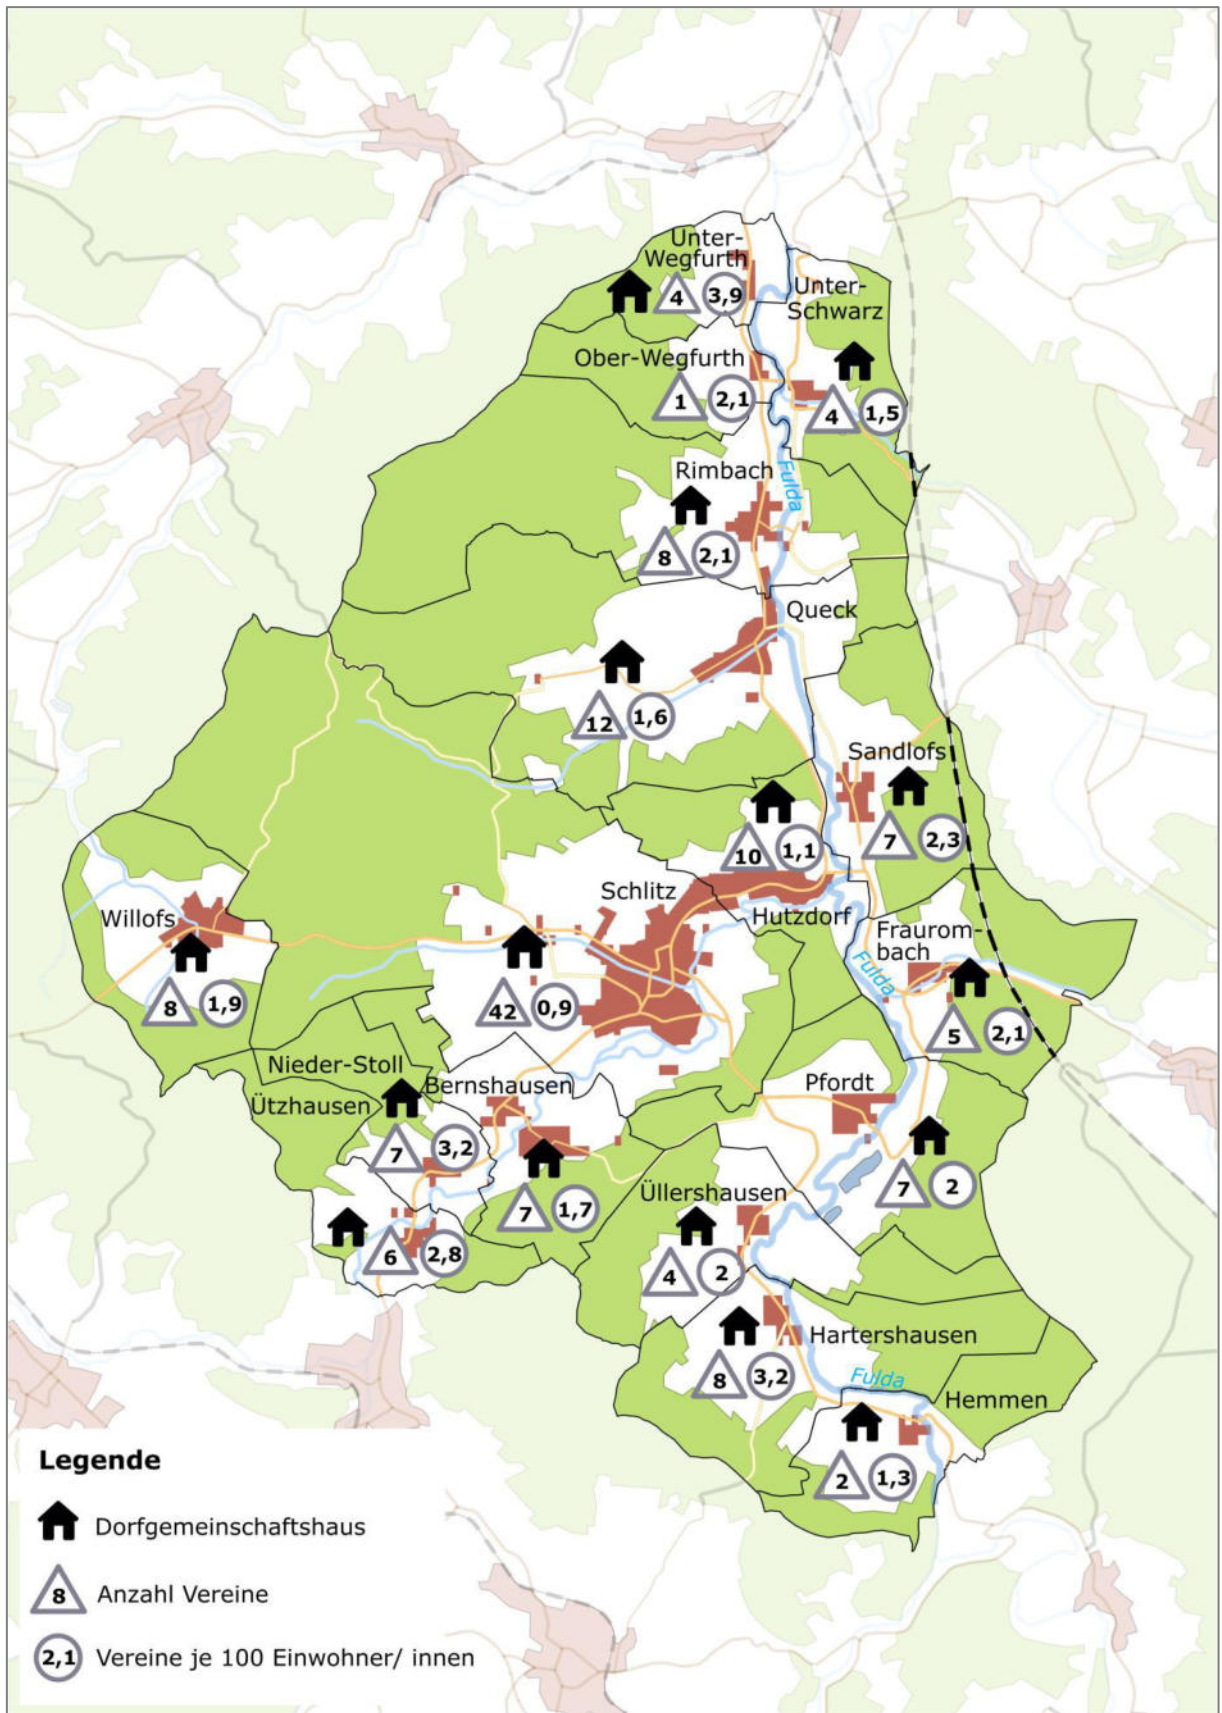 Unter-
Wegfurth
4
3,9
Unter-
Schwarz
Ober-Wegfurth
1
2,1
4
1,5
Rimbach
Fulda
8
2,1
Queck
12
1,6
Sandlofs
7
2,3
10
1,1
Schlitz
Hutzdorf
Willofs
8
1,9
42
0,9
Fraurom-
bach
Fulda
5
2,1
Nieder-Stoll
Bernshausen
Ützhausen
7
3,2
Pfordt
7
2
7
1,7
6
2,8
Üllershausen
4
2
Hartershausen
8
3,2
Fulda
Hemmen
2
1,3
Legende
Dorfgemeinschaftshaus
8 Anzahl Vereine
2,1 Vereine je 100 Einwohner/ innen